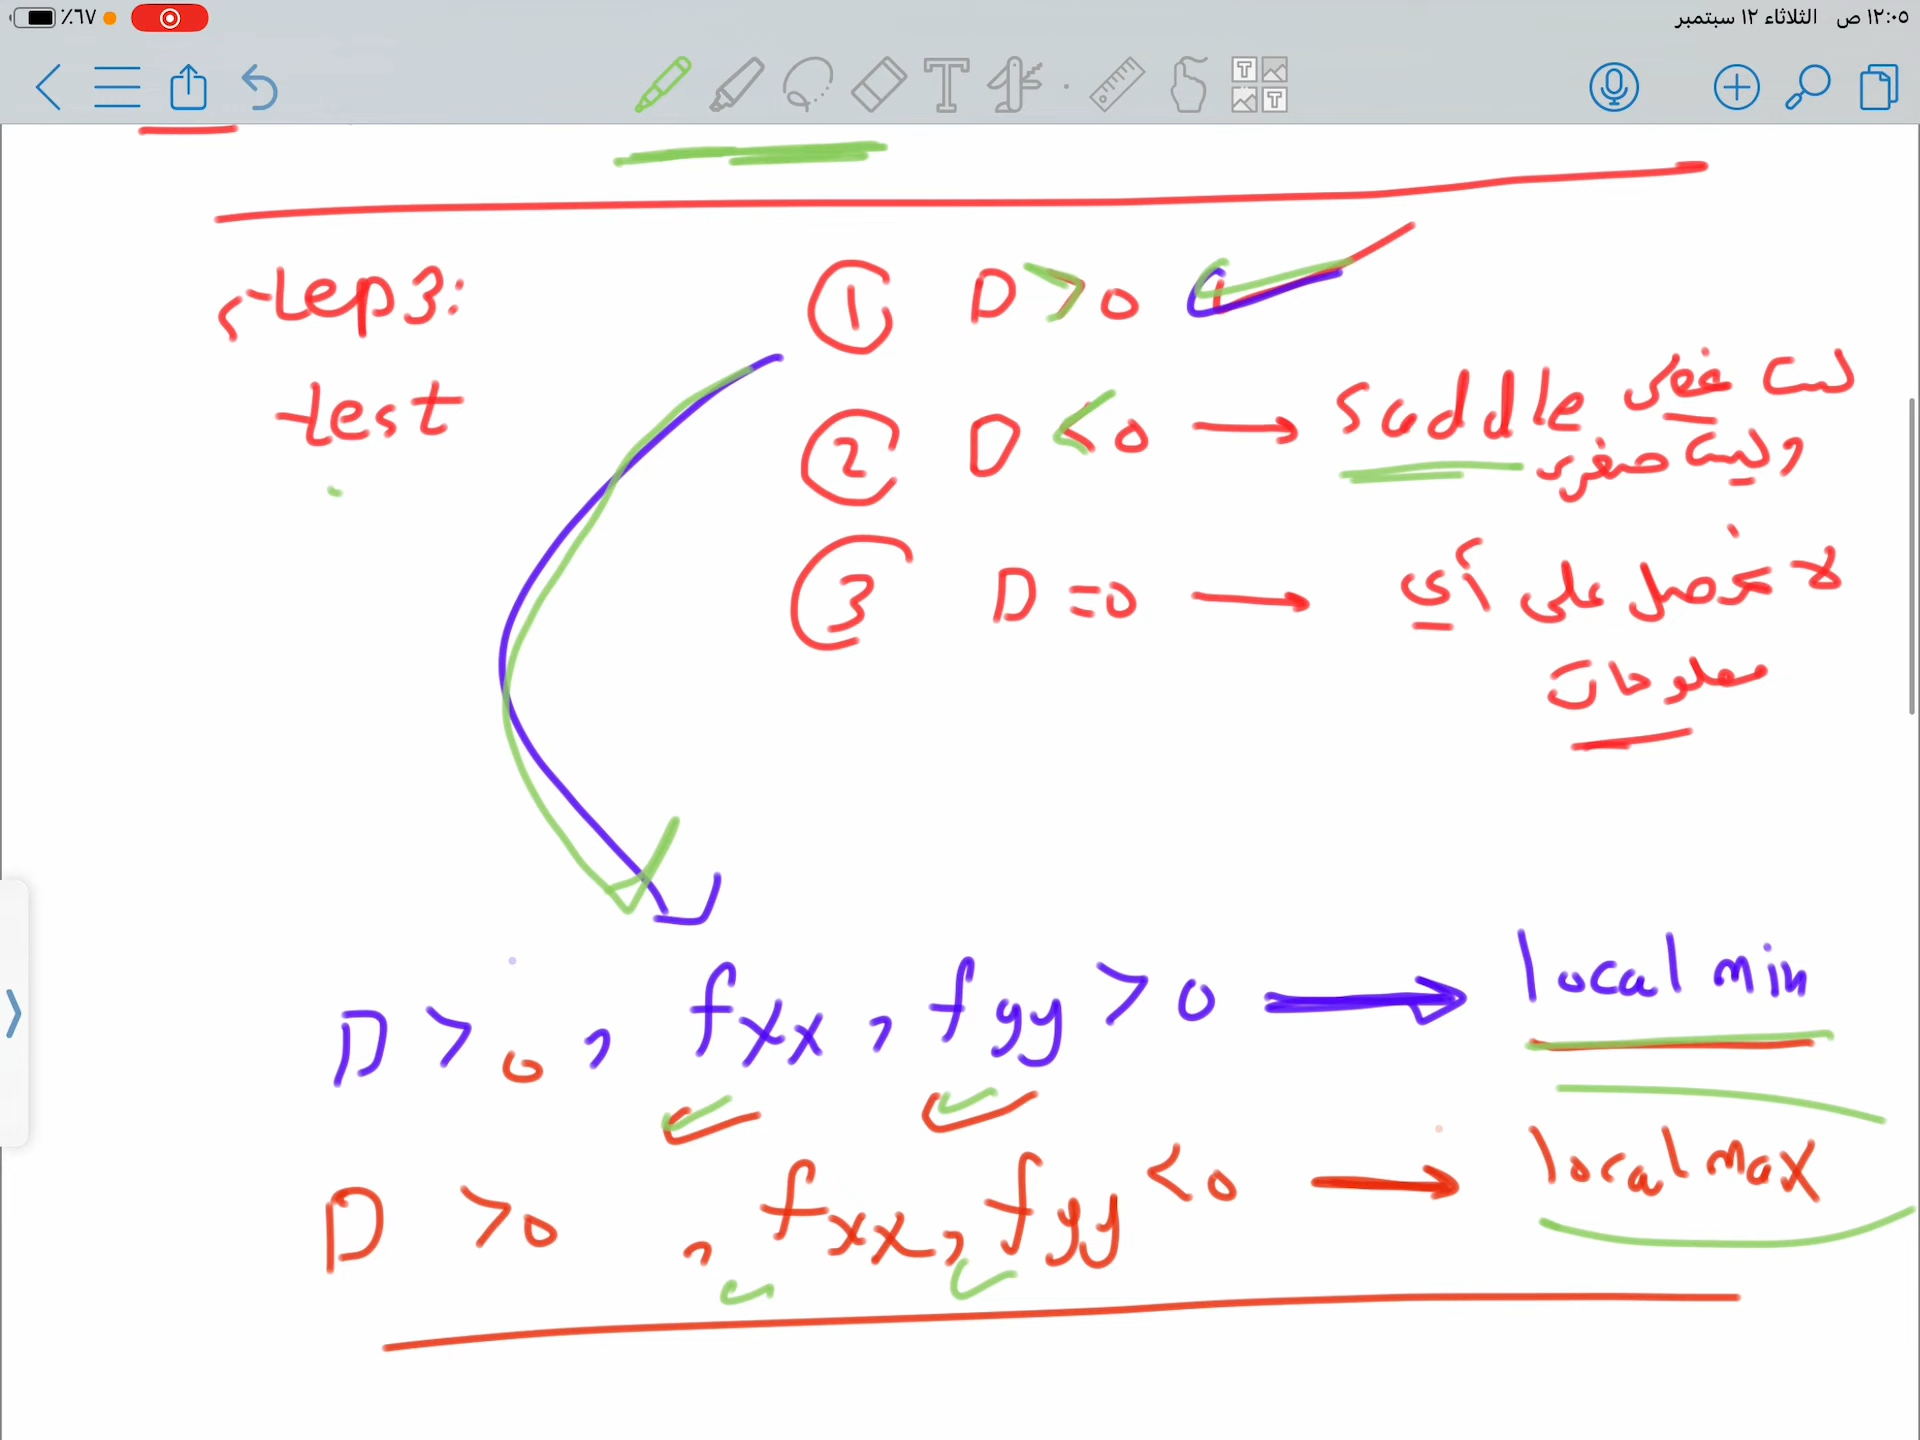 ١٢:٠٥ ص الثلاثاء ١٢ سبتمبر
٪٦٧
step3:
test
① D>0
② D<0 → saddle ليست عظمى
وليست صغرى
③ D=0 → لا نحصل على أي
معلومات
D>0, fxx, fyy>0 → local min
D>0, fxx, fyy<0 → local max